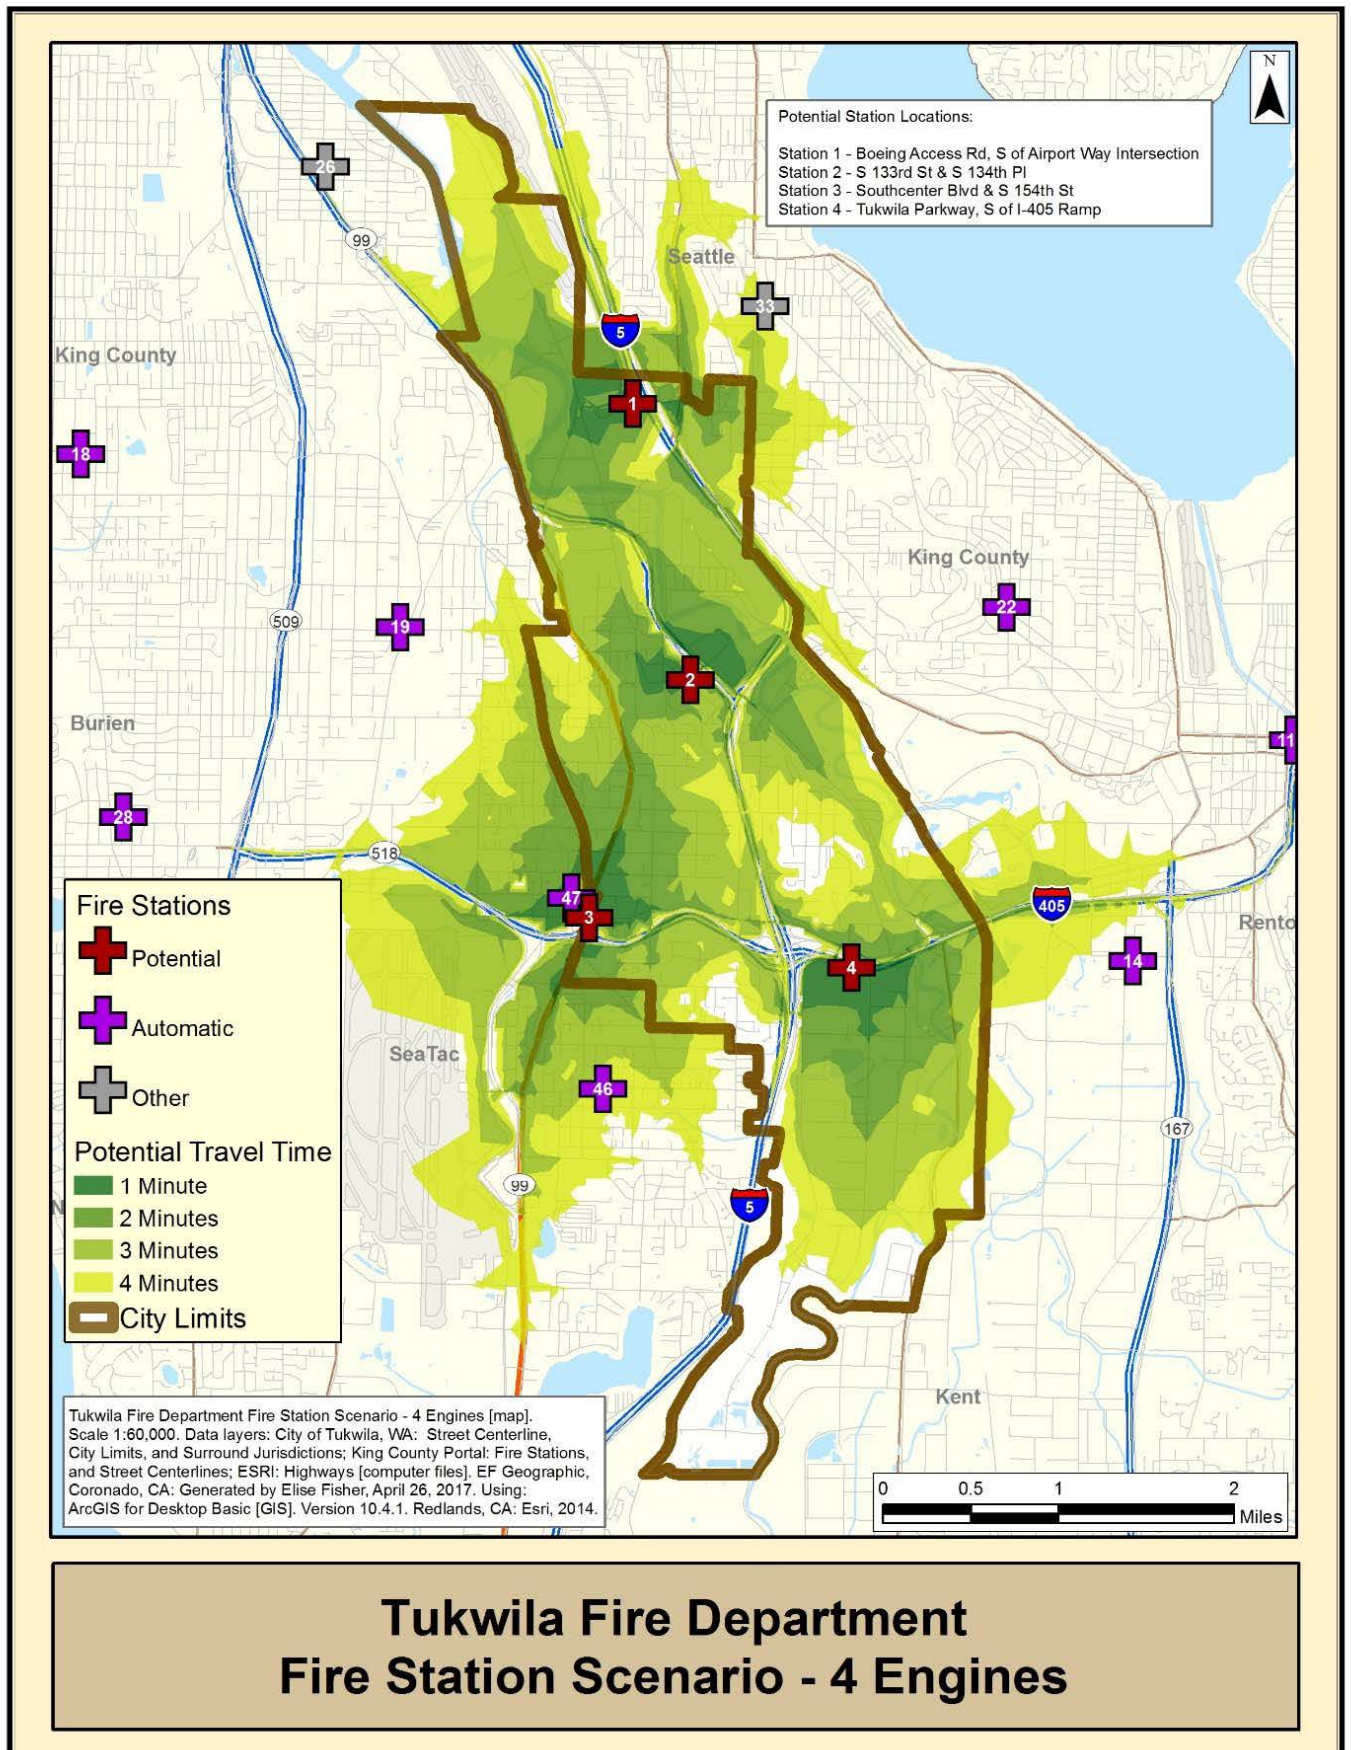 N
Potential Station Locations:
Station 1 - Boeing Access Rd, S of Airport Way Intersection
Station 2 - S 133rd St & S 134th Pl
Station 3 - Southcenter Blvd & S 154th St
Station 4 - Tukwila Parkway, S of I-405 Ramp
26
99
Seattle
33
5
King County
1
18
King County
22
509
19
2
Burien
11
28
518
47
3
405
Rento
4
14
SeaTac
46
167
99
5
Kent
Fire Stations
Potential
Automatic
Other
Potential Travel Time
1 Minute
2 Minutes
3 Minutes
4 Minutes
City Limits
N
Tukwila Fire Department Fire Station Scenario - 4 Engines [map].
Scale 1:60,000. Data layers: City of Tukwila, WA: Street Centerline,
City Limits, and Surround Jurisdictions; King County Portal: Fire Stations,
and Street Centerlines; ESRI: Highways [computer files]. EF Geographic,
Coronado, CA: Generated by Elise Fisher, April 26, 2017. Using:
ArcGIS for Desktop Basic [GIS]. Version 10.4.1. Redlands, CA: Esri, 2014.
0 0.5 1 2
Miles
Tukwila Fire Department
Fire Station Scenario - 4 Engines